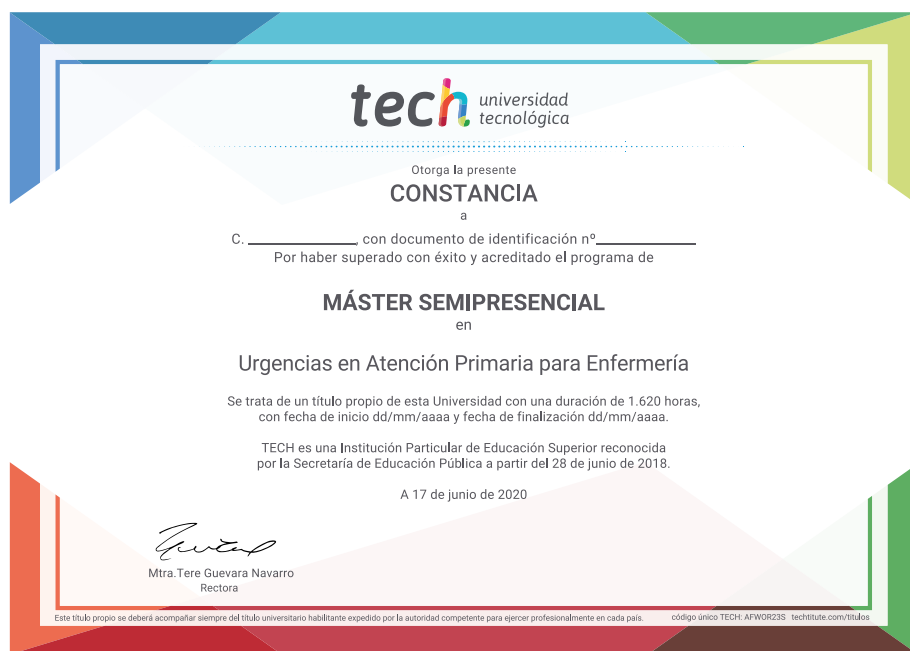 tech universidad
tecnológica
Otorga la presente
CONSTANCIA
a
C. ____________, con documento de identificación nº____________
Por haber superado con éxito y acreditado el programa de
MÁSTER SEMIPRESENCIAL
en
Urgencias en Atención Primaria para Enfermería
Se trata de un título propio de esta Universidad con una duración de 1.620 horas,
con fecha de inicio dd/mm/aaaa y fecha de finalización dd/mm/aaaa.
TECH es una Institución Particular de Educación Superior reconocida
por la Secretaría de Educación Pública a partir del 28 de junio de 2018.
A 17 de junio de 2020
Mtra.Tere Guevara Navarro
Rectora
Este título propio se deberá acompañar siempre del título universitario habilitante expedido por la autoridad competente para ejercer profesionalmente en cada país. código único TECH: AFWOR23S techtitute.com/titulos